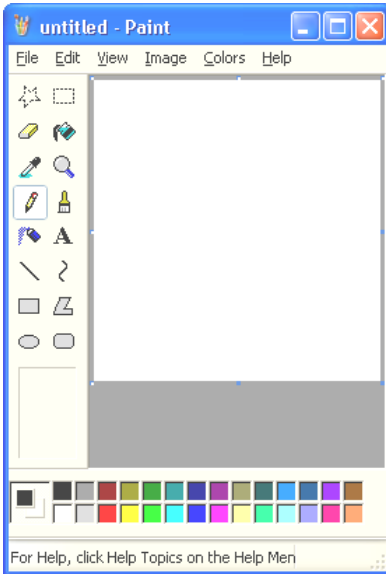 untitled - Paint
File Edit View Image Colors Help
A
For Help, click Help Topics on the Help Men